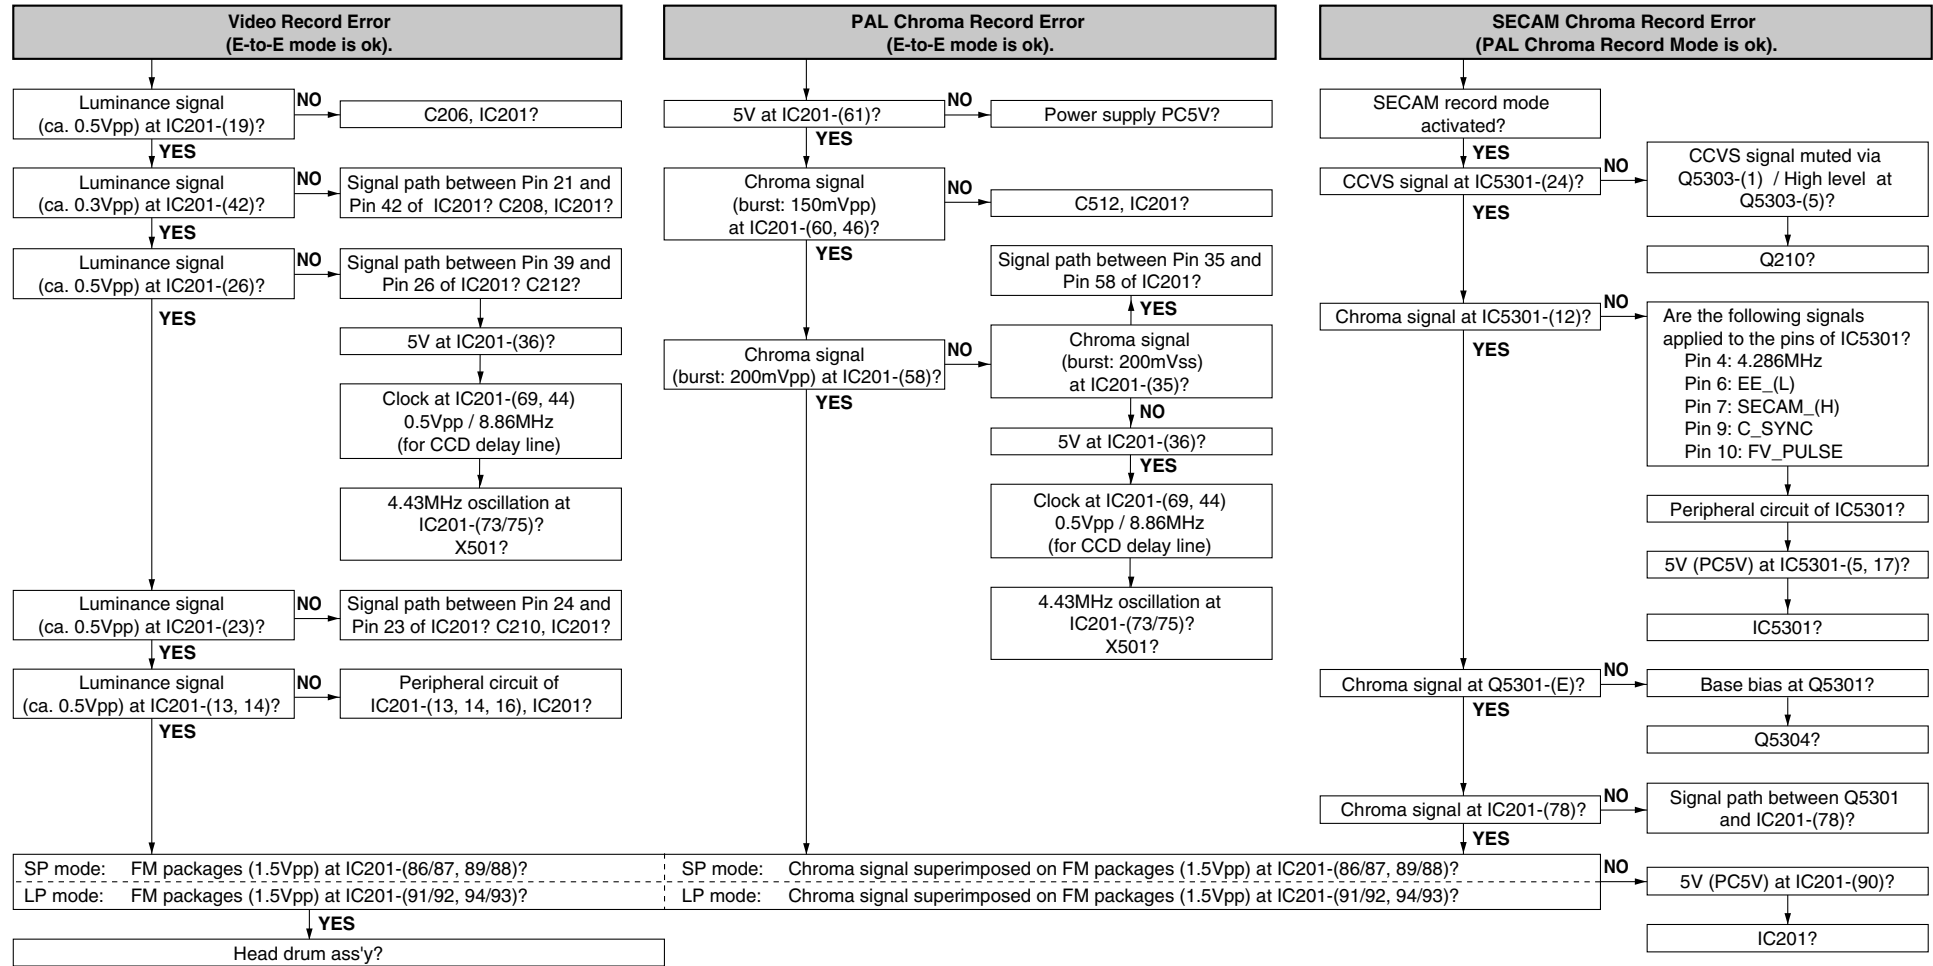 Video Record Error
(E-to-E mode is ok).
Luminance signal
(ca. 0.5Vpp) at IC201-(19)?
NO
C206, IC201?
YES
Luminance signal
(ca. 0.3Vpp) at IC201-(42)?
NO
Signal path between Pin 21 and
Pin 42 of IC201? C208, IC201?
YES
Luminance signal
(ca. 0.5Vpp) at IC201-(26)?
NO
Signal path between Pin 39 and
Pin 26 of IC201? C212?
YES
5V at IC201-(36)?
Clock at IC201-(69, 44)
0.5Vpp / 8.86MHz
(for CCD delay line)
4.43MHz oscillation at
IC201-(73/75)?
X501?
Luminance signal
(ca. 0.5Vpp) at IC201-(23)?
NO
Signal path between Pin 24 and
Pin 23 of IC201? C210, IC201?
YES
Luminance signal
(ca. 0.5Vpp) at IC201-(13, 14)?
NO
Peripheral circuit of
IC201-(13, 14, 16), IC201?
YES
PAL Chroma Record Error
(E-to-E mode is ok).
5V at IC201-(61)?
NO
Power supply PC5V?
YES
Chroma signal
(burst: 150mVpp)
at IC201-(60, 46)?
NO
C512, IC201?
YES
Signal path between Pin 35 and
Pin 58 of IC201?
YES
Chroma signal
(burst: 200mVpp) at IC201-(58)?
NO
Chroma signal
(burst: 200mVss)
at IC201-(35)?
YES
NO
5V at IC201-(36)?
YES
Clock at IC201-(69, 44)
0.5Vpp / 8.86MHz
(for CCD delay line)
4.43MHz oscillation at
IC201-(73/75)?
X501?
SECAM Chroma Record Error
(PAL Chroma Record Mode is ok).
SECAM record mode
activated?
YES
CCVS signal at IC5301-(24)?
NO
CCVS signal muted via
Q5303-(1) / High level at
Q5303-(5)?
YES
Q210?
Chroma signal at IC5301-(12)?
NO
Are the following signals
applied to the pins of IC5301?
Pin 4: 4.286MHz
Pin 6: EE_(L)
Pin 7: SECAM_(H)
Pin 9: C_SYNC
Pin 10: FV_PULSE
YES
Peripheral circuit of IC5301?
5V (PC5V) at IC5301-(5, 17)?
IC5301?
Chroma signal at Q5301-(E)?
NO
Base bias at Q5301?
YES
Q5304?
Chroma signal at IC201-(78)?
NO
Signal path between Q5301
and IC201-(78)?
YES
SP mode: FM packages (1.5Vpp) at IC201-(86/87, 89/88)?
LP mode: FM packages (1.5Vpp) at IC201-(91/92, 94/93)?
SP mode: Chroma signal superimposed on FM packages (1.5Vpp) at IC201-(86/87, 89/88)?
LP mode: Chroma signal superimposed on FM packages (1.5Vpp) at IC201-(91/92, 94/93)?
NO
5V (PC5V) at IC201-(90)?
IC201?
YES
Head drum ass'y?